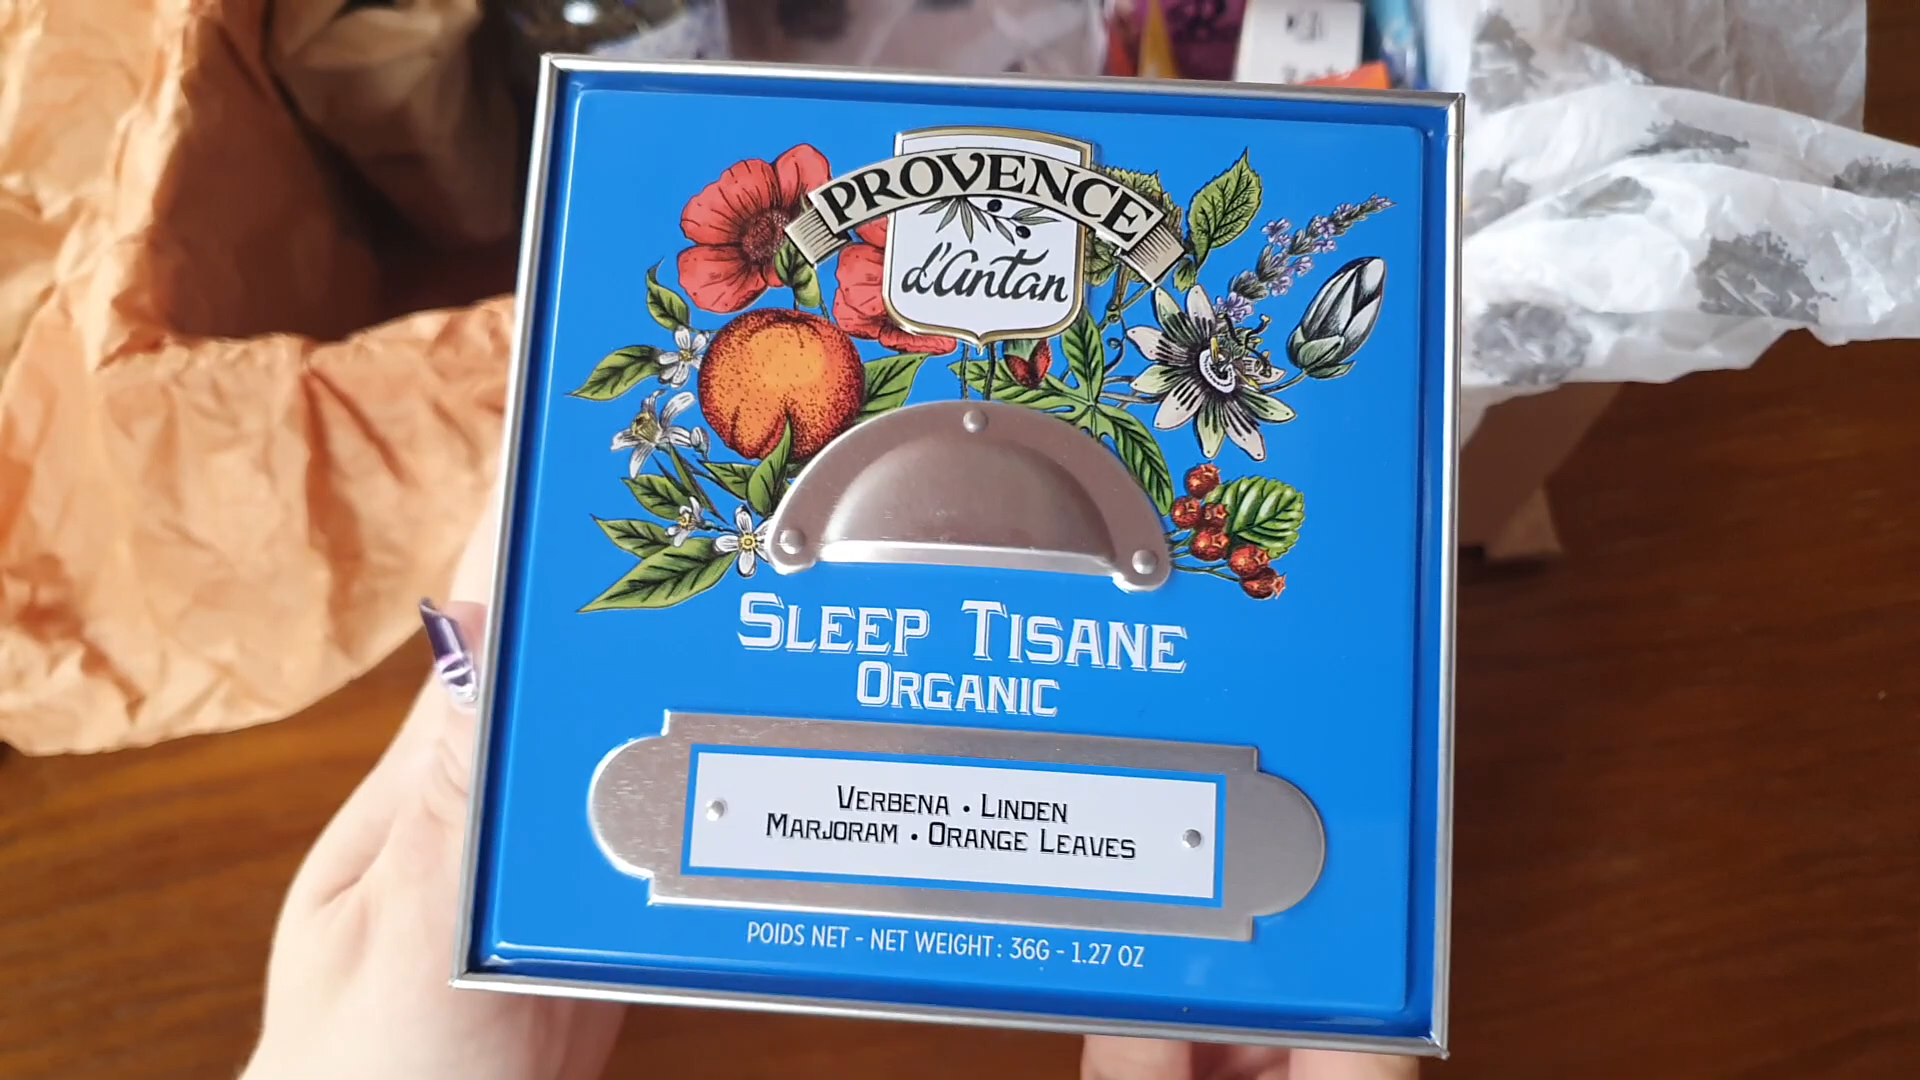 PROVENCE
d'Antan
SLEEP TISANE
ORGANIC
VERBENA • LINDEN
MARJORAM • ORANGE LEAVES
POIDS NET - NET WEIGHT: 36G - 1.27 OZ